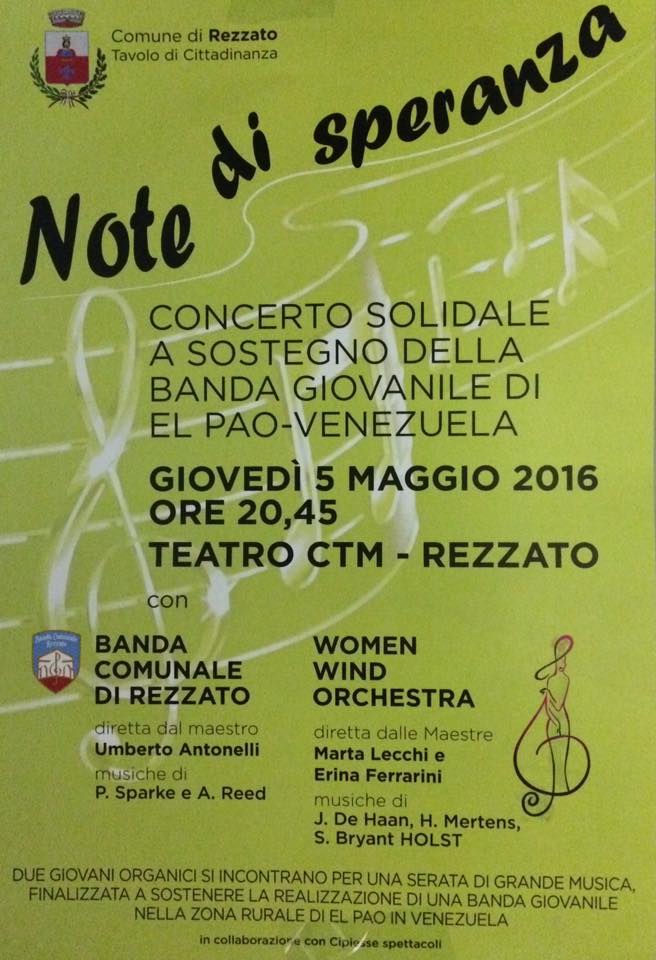 Comune di Rezzato
Tavolo di Cittadinanza
Note di speranza
CONCERTO SOLIDALE
A SOSTEGNO DELLA
BANDA GIOVANILE DI
EL PAO-VENEZUELA
GIOVEDÌ 5 MAGGIO 2016
ORE 20,45
TEATRO CTM - REZZATO
con
Banda Comunale
Rezzato
BANDA
COMUNALE
DI REZZATO
diretta dal maestro
Umberto Antonelli
musiche di
P. Sparke e A. Reed
WOMEN
WIND
ORCHESTRA
diretta dalle Maestre
Marta Lecchi e
Erina Ferrarini
musiche di
J. De Haan, H. Mertens,
S. Bryant HOLST
DUE GIOVANI ORGANICI SI INCONTRANO PER UNA SERATA DI GRANDE MUSICA,
FINALIZZATA A SOSTENERE LA REALIZZAZIONE DI UNA BANDA GIOVANILE
NELLA ZONA RURALE DI EL PAO IN VENEZUELA
in collaborazione con Cipiesse spettacoli